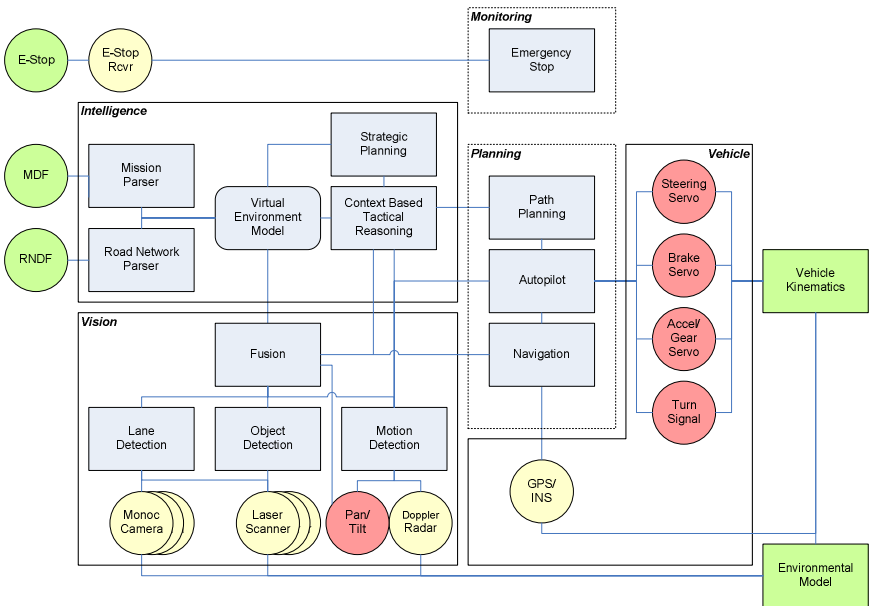 Monitoring
E-Stop
E-Stop
Rcvr
Emergency
Stop
Intelligence
Strategic
Planning
Planning
Vehicle
MDF
Mission
Parser
Steering
Servo
Virtual
Environment
Model
Context Based
Tactical
Reasoning
Path
Planning
RNDF
Road Network
Parser
Autopilot
Brake
Servo
Vehicle
Kinematics
Vision
Fusion
Navigation
Accel/
Gear
Servo
Lane
Detection
Object
Detection
Motion
Detection
Turn
Signal
GPS/
INS
Monoc
Camera
Laser
Scanner
Pan/
Tilt
Doppler
Radar
Environmental
Model